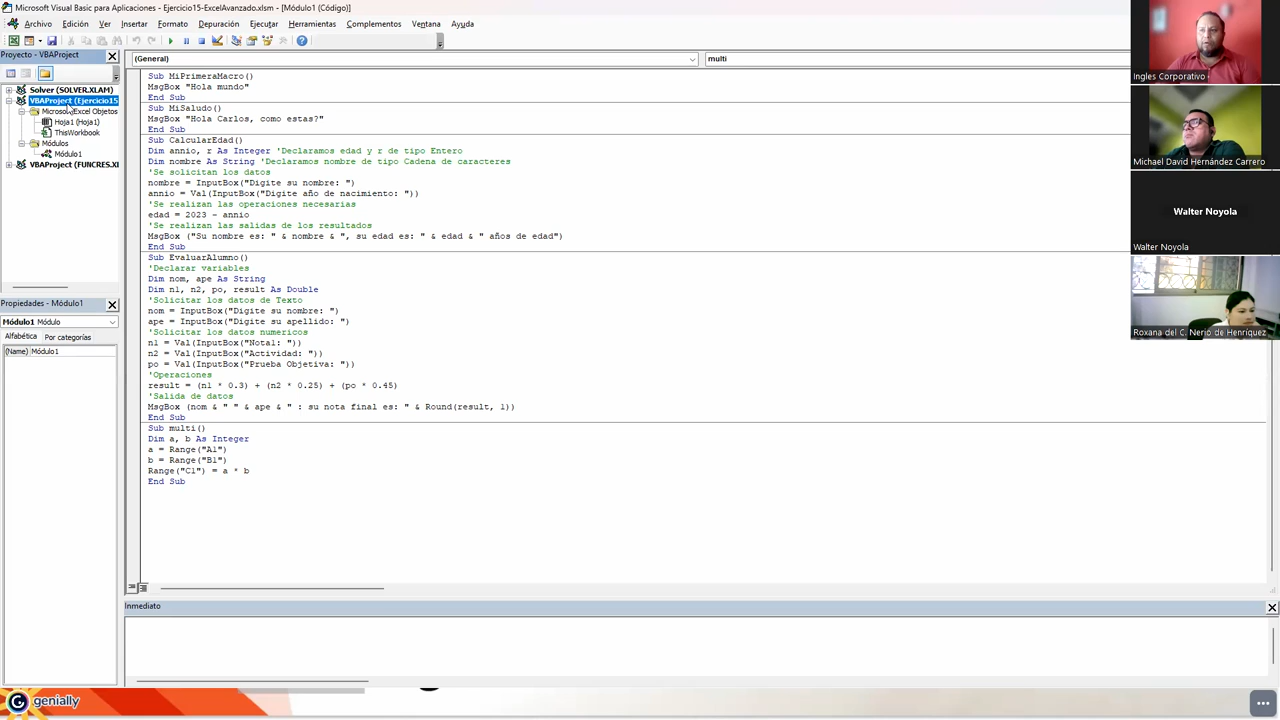 Microsoft Visual Basic para Aplicaciones - Ejercicio15-ExcelAvanzado.xlsm - [Módulo1 (Código)]
Archivo Edición Ver Insertar Formato Depuración Ejecutar Herramientas Complementos Ventana Ayuda
Proyecto - VBAProject
Solver (SOLVER.XLAM)
VBAProject (Ejercicio15
Microsoft Excel Objetos
Hoja1 (Hoja1)
ThisWorkbook
Módulos
Módulo1
VBAProject (FUNCRES.XL
Propiedades - Módulo1
Módulo1 Módulo
Alfabética Por categorías
(Name) Módulo1
(General) multi
Sub MiPrimeraMacro()
MsgBox "Hola mundo"
End Sub
Sub MiSaludo()
MsgBox "Hola Carlos, como estas?"
End Sub
Sub CalcularEdad()
Dim annio, r As Integer 'Declaramos edad y r de tipo Entero
Dim nombre As String 'Declaramos nombre de tipo Cadena de caracteres
'Se solicitan los datos
nombre = InputBox("Digite su nombre: ")
annio = Val(InputBox("Digite año de nacimiento: "))
'Se realizan las operaciones necesarias
edad = 2023 - annio
'Se realizan las salidas de los resultados
MsgBox ("Su nombre es: " & nombre & ", su edad es: " & edad & " años de edad")
End Sub
Sub EvaluarAlumno()
'Declarar variables
Dim nom, ape As String
Dim n1, n2, po, result As Double
'Solicitar los datos de Texto
nom = InputBox("Digite su nombre: ")
ape = InputBox("Digite su apellido: ")
'Solicitar los datos numericos
n1 = Val(InputBox("Nota1: "))
n2 = Val(InputBox("Actividad: "))
po = Val(InputBox("Prueba Objetiva: "))
'Operaciones
result = (n1 * 0.3) + (n2 * 0.25) + (po * 0.45)
'Salida de datos
MsgBox (nom & " " & ape & " : su nota final es: " & Round(result, 1))
End Sub
Sub multi()
Dim a, b As Integer
a = Range("A1")
b = Range("B1")
Range("C1") = a * b
End Sub
Inmediato
Ingles Corporativo
Michael David Hernández Carrero
Walter Noyola
Walter Noyola
Roxana del C. Nerio de Henríquez
genially